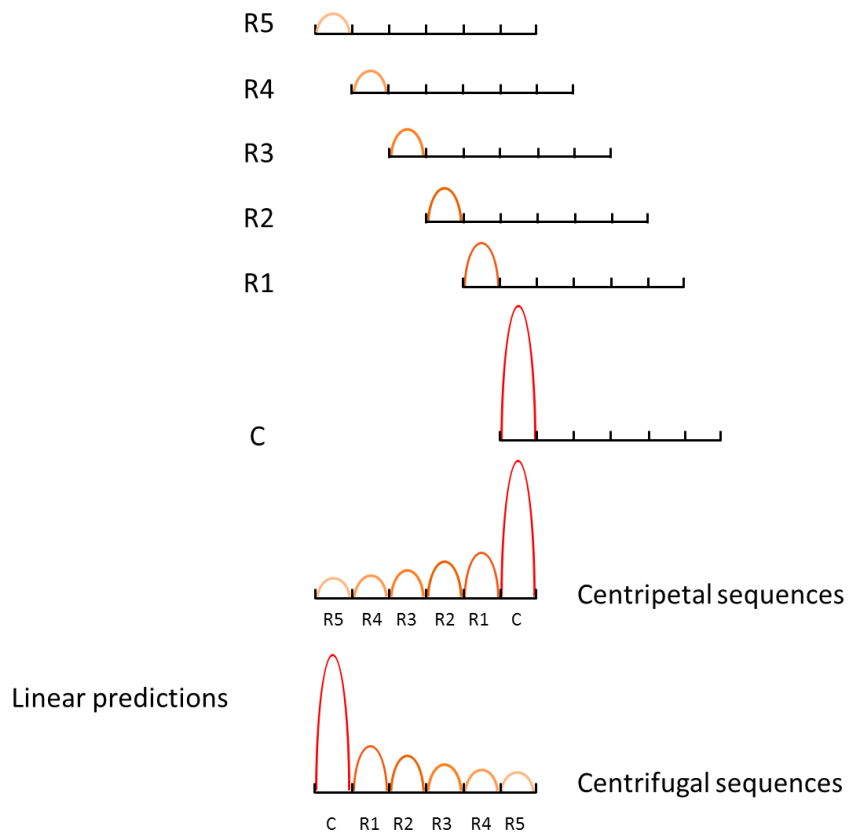 R5
R4
R3
R2
R1
C
Centripetal sequences
R5 R4 R3 R2 R1 C
Linear predictions
Centrifugal sequences
C R1 R2 R3 R4 R5